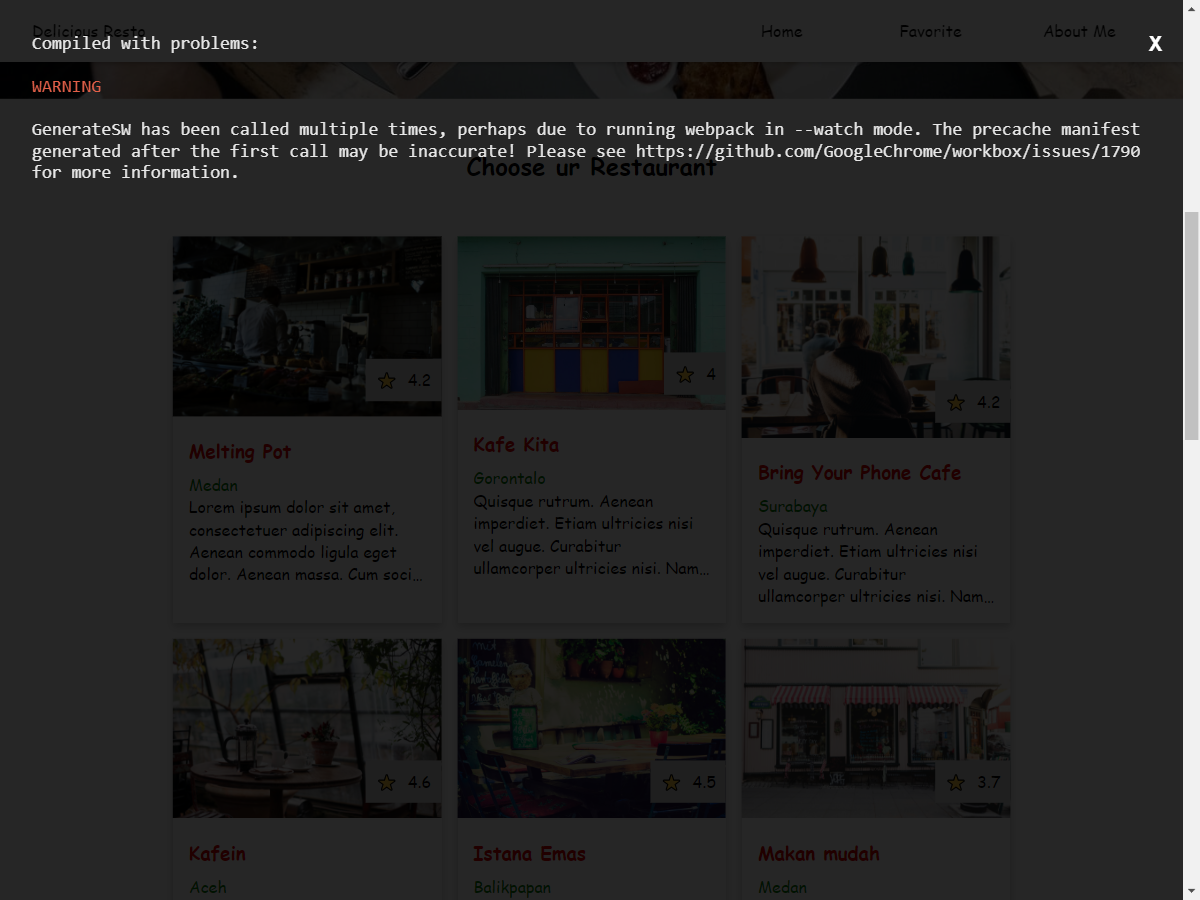 Delicious Resto
Home
Favorite
About Me
Compiled with problems:
X
WARNING
GenerateSW has been called multiple times, perhaps due to running webpack in --watch mode. The precache manifest
generated after the first call may be inaccurate! Please see https://github.com/GoogleChrome/workbox/issues/1790
for more information.
Choose ur Restaurant
4.2
4
4.2
Melting Pot
Medan
Lorem ipsum dolor sit amet,
consectetuer adipiscing elit.
Aenean commodo ligula eget
dolor. Aenean massa. Cum soci...
Kafe Kita
Gorontalo
Quisque rutrum. Aenean
imperdiet. Etiam ultricies nisi
vel augue. Curabitur
ullamcorper ultricies nisi. Nam...
Bring Your Phone Cafe
Surabaya
Quisque rutrum. Aenean
imperdiet. Etiam ultricies nisi
vel augue. Curabitur
ullamcorper ultricies nisi. Nam...
4.6
4.5
3.7
Kafein
Aceh
Istana Emas
Balikpapan
Makan mudah
Medan